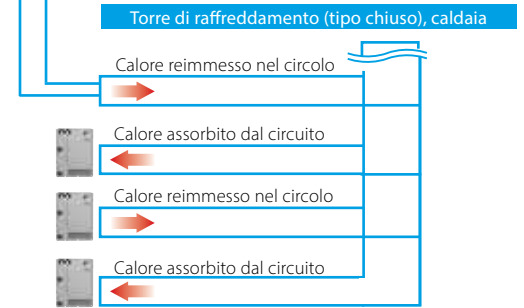 Torre di raffreddamento (tipo chiuso), caldaia
Calore reimmesso nel circolo
Calore assorbito dal circuito
Calore reimmesso nel circolo
Calore assorbito dal circuito